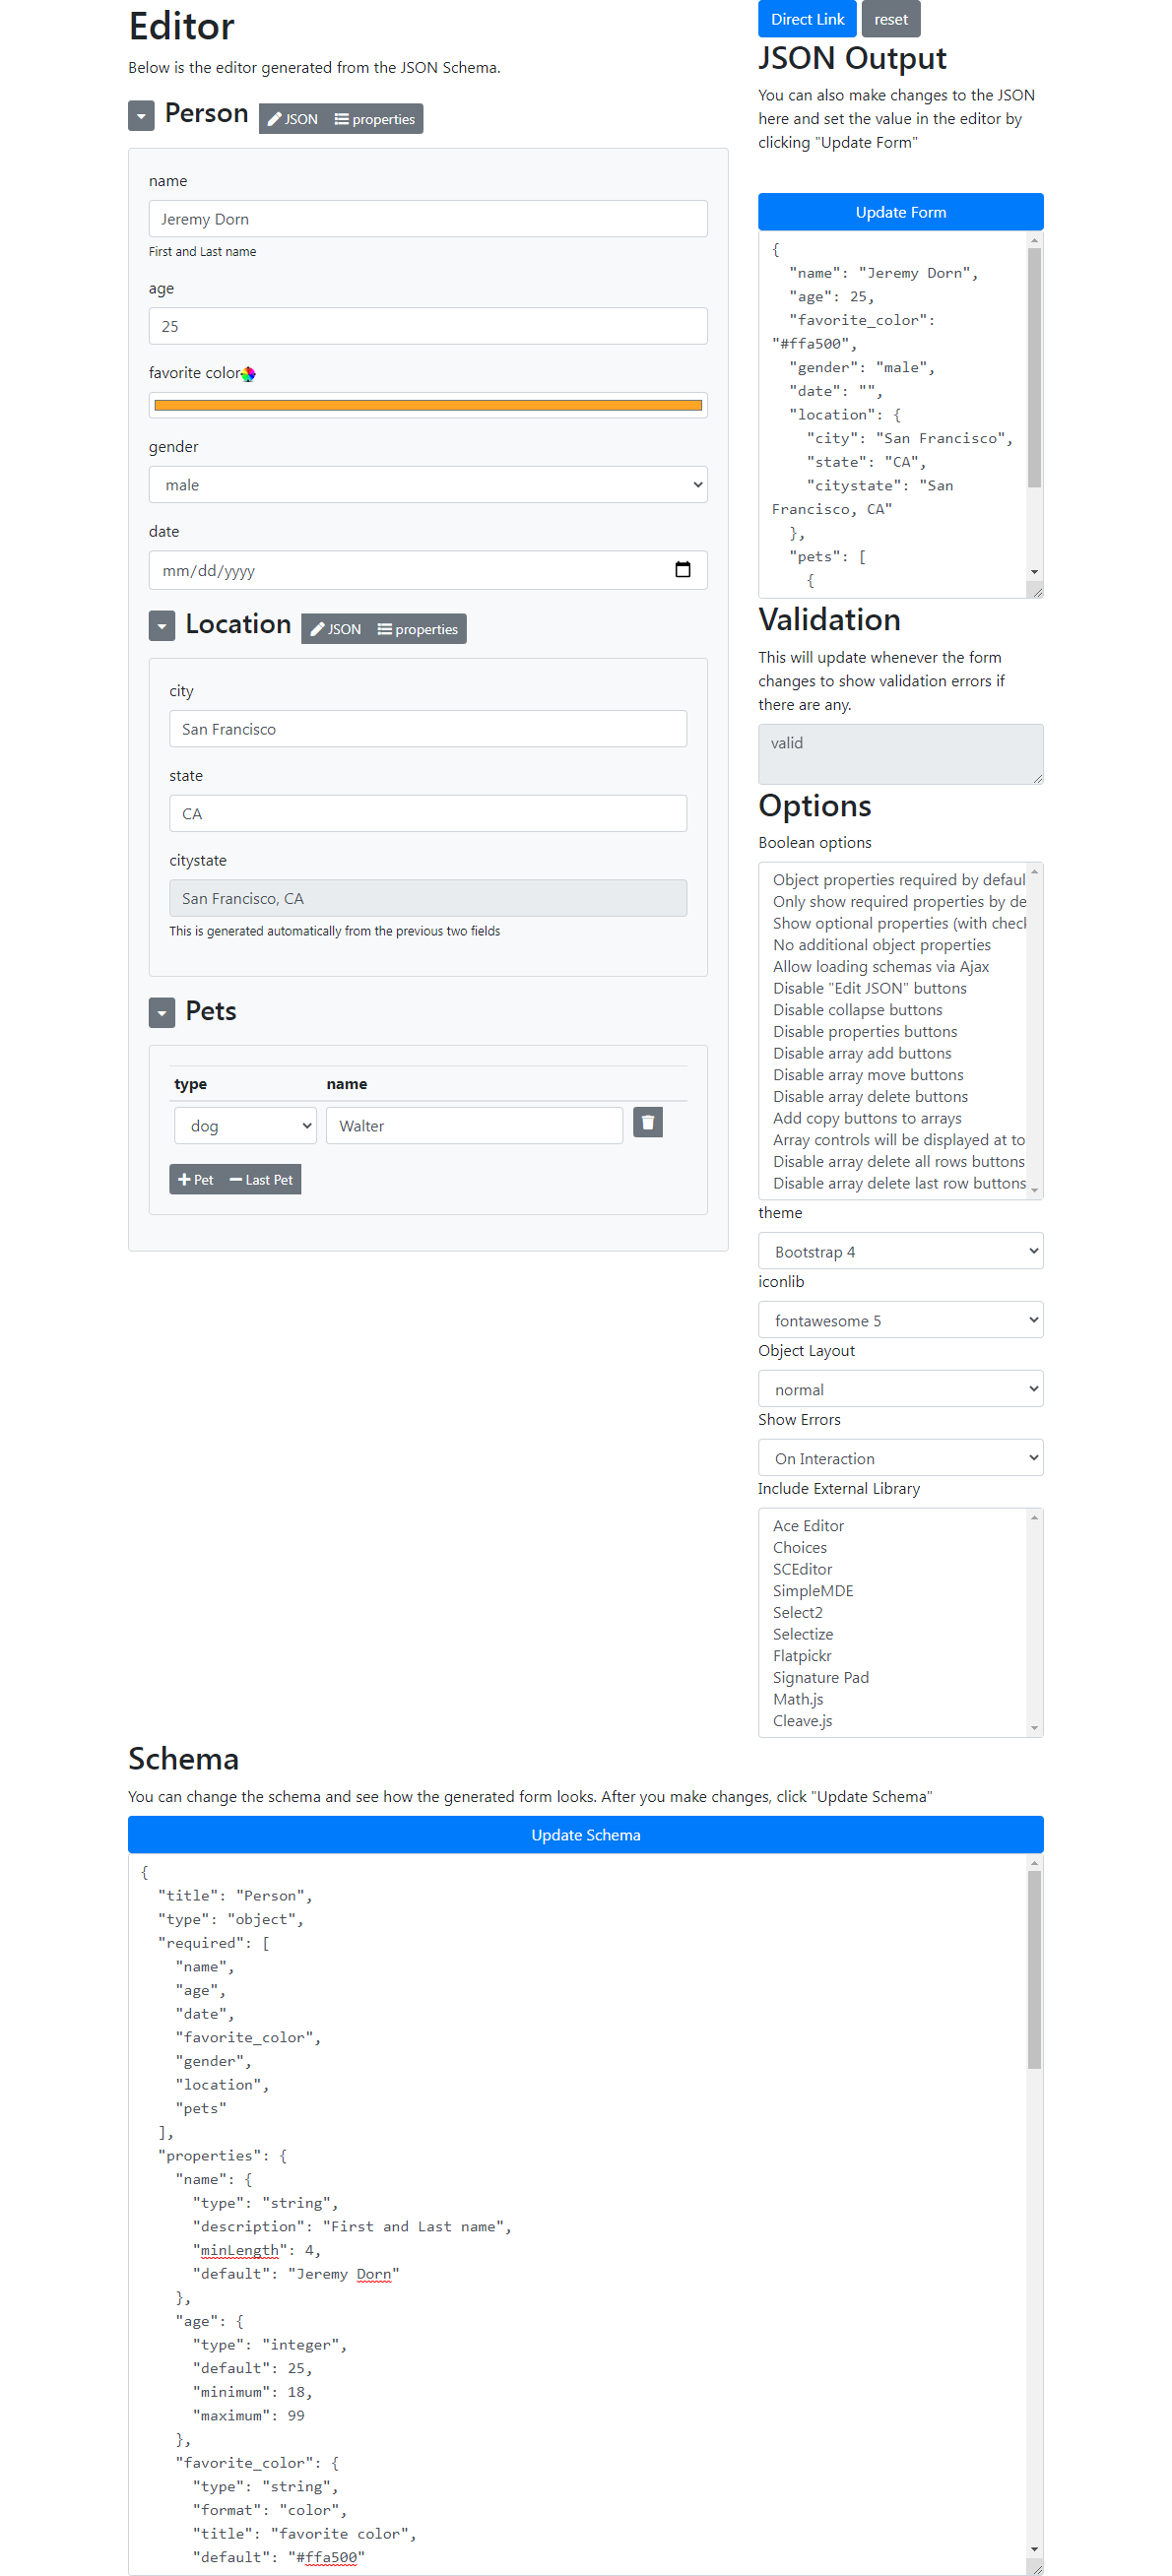 Editor
Below is the editor generated from the JSON Schema.
Person JSON properties
name
Jeremy Dorn
First and Last name
age
25
favorite color
gender
male
date
mm/dd/yyyy
Location JSON properties
city
San Francisco
state
CA
citystate
San Francisco, CA
This is generated automatically from the previous two fields
Pets
type name
dog Walter
Pet Last Pet
Direct Link reset
JSON Output
You can also make changes to the JSON
here and set the value in the editor by
clicking "Update Form"
Update Form
{
"name": "Jeremy Dorn",
"age": 25,
"favorite_color":
"#ffa500",
"gender": "male",
"date": "",
"location": {
"city": "San Francisco",
"state": "CA",
"citystate": "San
Francisco, CA"
},
"pets": [
{
Validation
This will update whenever the form
changes to show validation errors if
there are any.
valid
Options
Boolean options
Object properties required by defaul
Only show required properties by de
Show optional properties (with check
No additional object properties
Allow loading schemas via Ajax
Disable "Edit JSON" buttons
Disable collapse buttons
Disable properties buttons
Disable array add buttons
Disable array move buttons
Disable array delete buttons
Add copy buttons to arrays
Array controls will be displayed at to
Disable array delete all rows buttons
Disable array delete last row buttons
theme
Bootstrap 4
iconlib
fontawesome 5
Object Layout
normal
Show Errors
On Interaction
Include External Library
Ace Editor
Choices
SCEditor
SimpleMDE
Select2
Selectize
Flatpickr
Signature Pad
Math.js
Cleave.js
Schema
You can change the schema and see how the generated form looks. After you make changes, click "Update Schema"
Update Schema
{
"title": "Person",
"type": "object",
"required": [
"name",
"age",
"date",
"favorite_color",
"gender",
"location",
"pets"
],
"properties": {
"name": {
"type": "string",
"description": "First and Last name",
"minLength": 4,
"default": "Jeremy Dorn"
},
"age": {
"type": "integer",
"default": 25,
"minimum": 18,
"maximum": 99
},
"favorite_color": {
"type": "string",
"format": "color",
"title": "favorite color",
"default": "#ffa500"